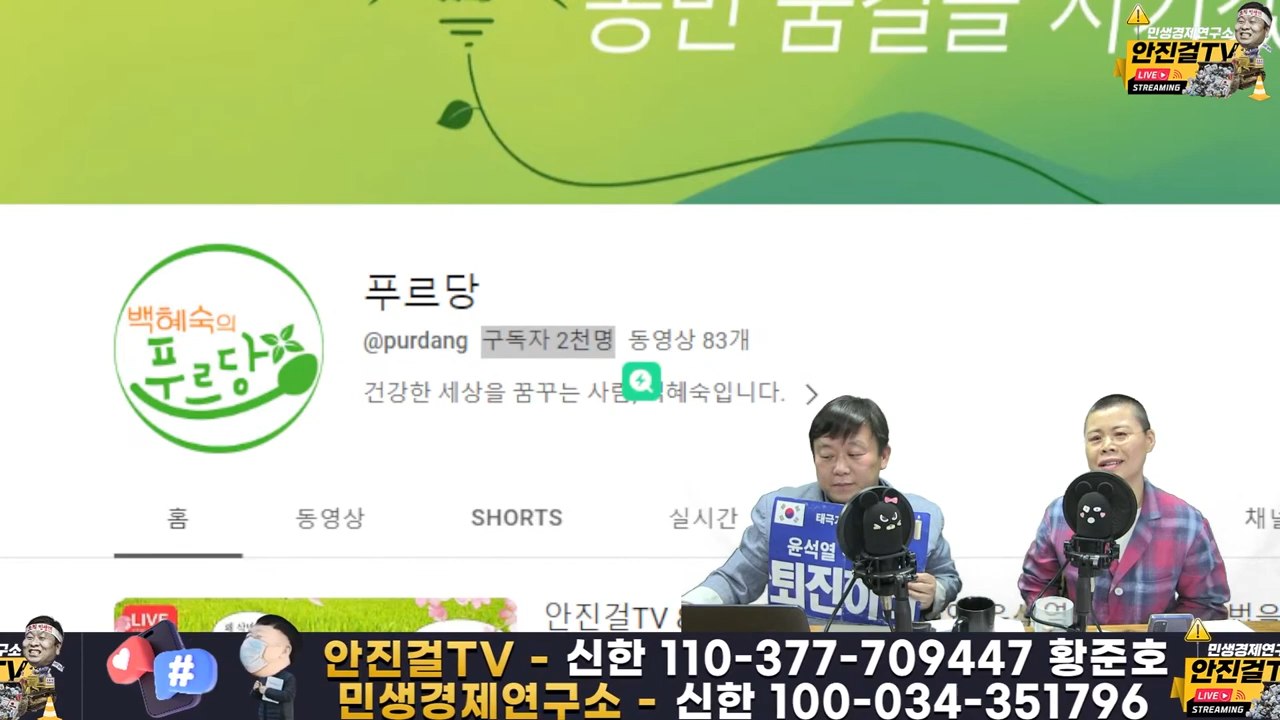 민생경제연구소
안진걸TV
LIVE
STREAMING
백혜숙의
푸르당
푸르당
@purdang 구독자 2천명 동영상 83개
건강한 세상을 꿈꾸는 사람, 백혜숙입니다.
홈 동영상 SHORTS 실시간
LIVE
안진걸TV
윤석열
퇴진
안진걸TV - 신한 110-377-709447 황준호
민생경제연구소 - 신한 100-034-351796
LIVE
STREAMING